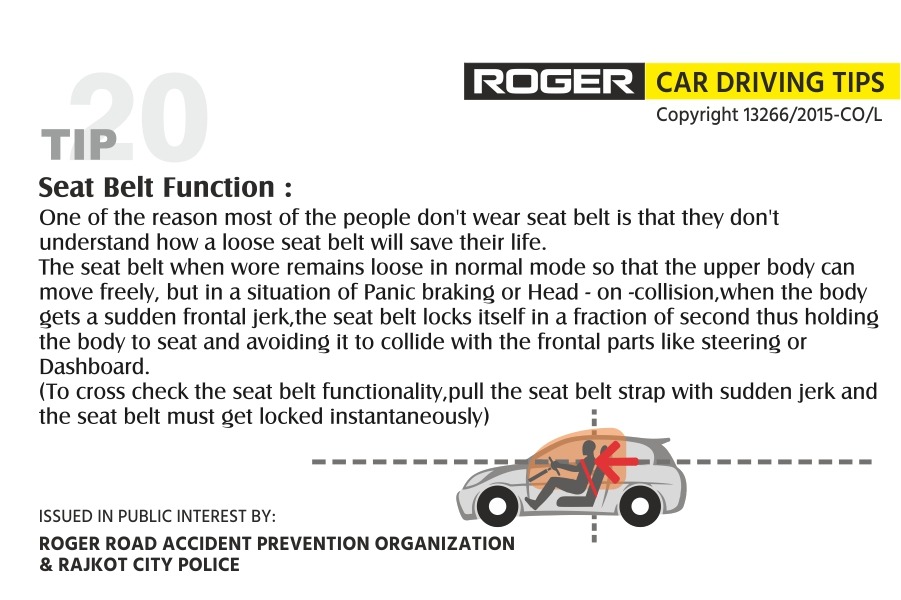 ROGER CAR DRIVING TIPS
Copyright 13266/2015-CO/L
TIP 20
Seat Belt Function :
One of the reason most of the people don't wear seat belt is that they don't
understand how a loose seat belt will save their life.
The seat belt when wore remains loose in normal mode so that the upper body can
move freely, but in a situation of Panic braking or Head - on -collision,when the body
gets a sudden frontal jerk,the seat belt locks itself in a fraction of second thus holding
the body to seat and avoiding it to collide with the frontal parts like steering or
Dashboard.
(To cross check the seat belt functionality,pull the seat belt strap with sudden jerk and
the seat belt must get locked instantaneously)
ISSUED IN PUBLIC INTEREST BY:
ROGER ROAD ACCIDENT PREVENTION ORGANIZATION
& RAJKOT CITY POLICE